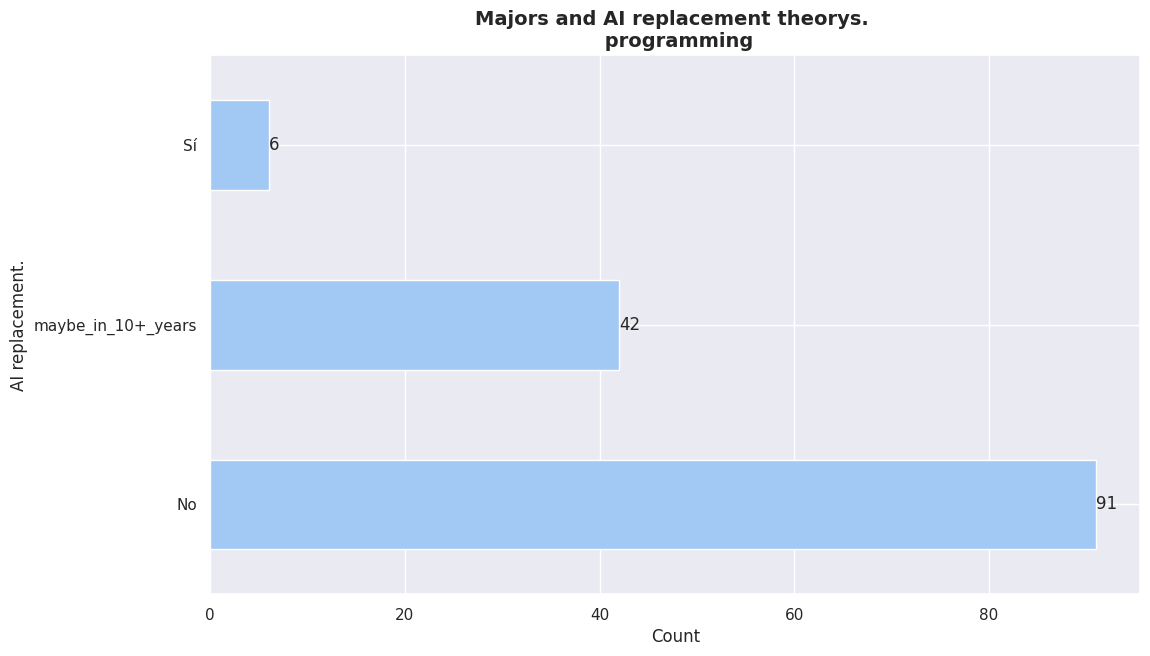 Majors and AI replacement theorys.
programming
Sí
6
maybe_in_10+_years
42
No
91
AI replacement.
0 20 40 60 80
Count